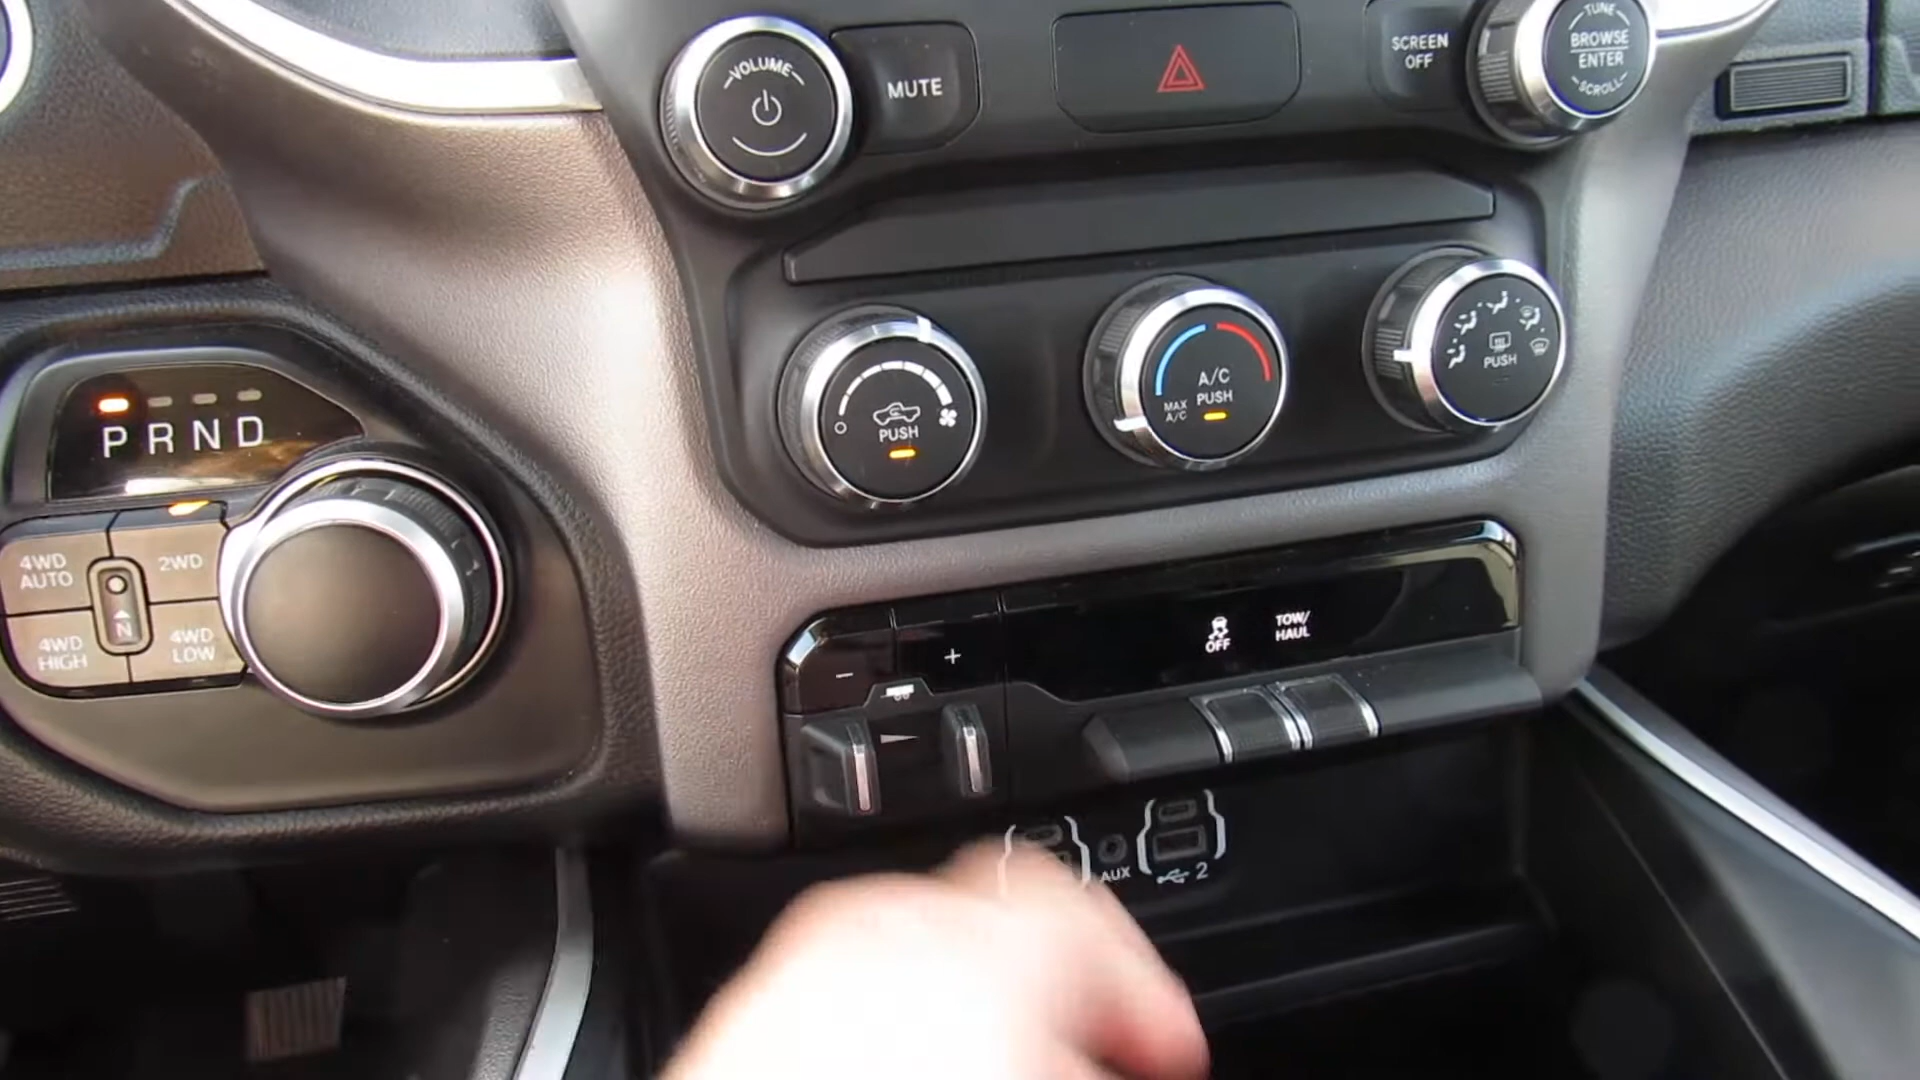 VOLUME
MUTE
SCREEN
OFF
TUNE
BROWSE
ENTER
SCROLL
PUSH
A/C
PUSH
MAX
A/C
PUSH
P R N D
4WD
AUTO
2WD
N
4WD
HIGH
4WD
LOW
−
+
OFF
TOW/
HAUL
AUX
2